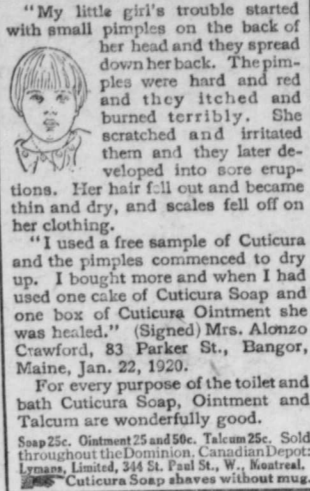 "My little girl's trouble started
with small pimples on the back of
her head and they spread
down her back. The pim-
ples were hard and red
and they itched and
burned terribly. She
scratched and irritated
them and they later de-
veloped into sore erup-
tions. Her hair fell out and became
thin and dry, and scales fell off on
her clothing.
"I used a free sample of Cuticura
and the pimples commenced to dry
up. I bought more and when I had
used one cake of Cuticura Soap and
one box of Cuticura Ointment she
was healed." (Signed) Mrs. Alonzo
Crawford, 83 Parker St., Bangor,
Maine, Jan. 22, 1920.
For every purpose of the toilet and
bath Cuticura Soap, Ointment and
Talcum are wonderfully good.
Soap 25c. Ointment 25 and 50c. Talcum 25c. Sold
throughout the Dominion. Canadian Depot:
Lymans, Limited, 344 St. Paul St., W., Montreal.
Cuticura Soap shaves without mug.